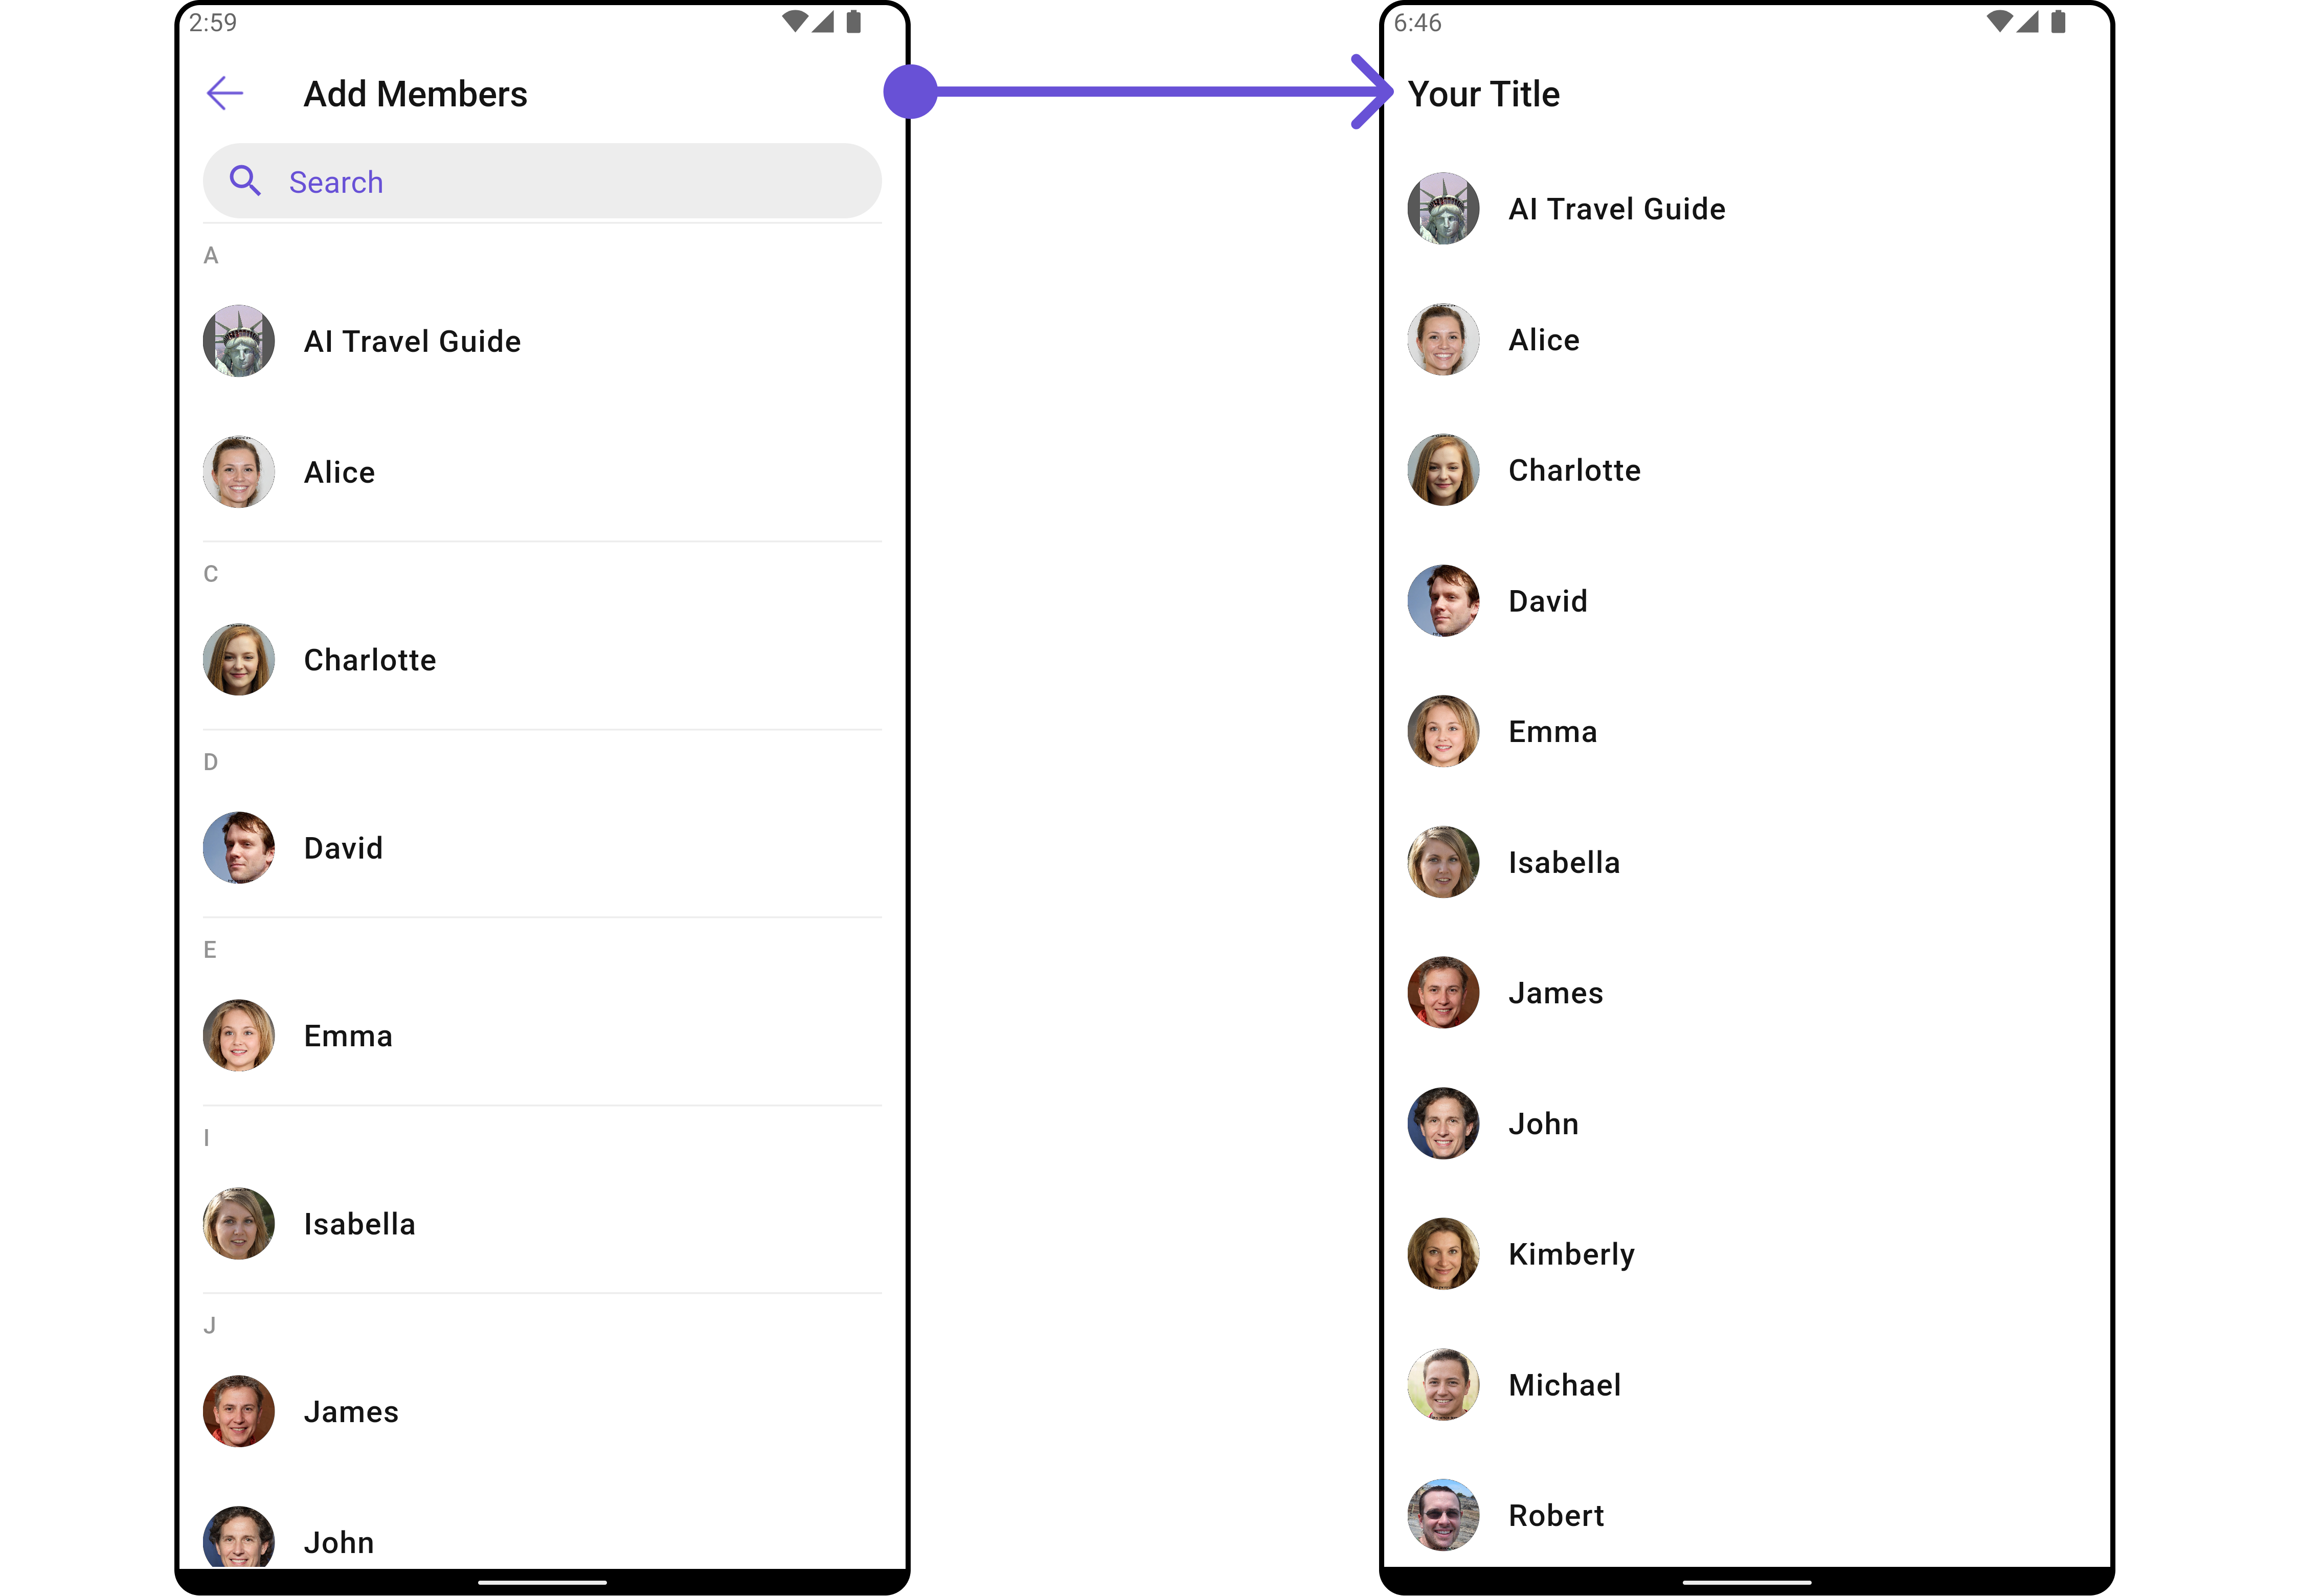 2:59
Add Members
Search
A
AI Travel Guide
Alice
C
Charlotte
D
David
E
Emma
I
Isabella
J
James
John
6:46
Your Title
AI Travel Guide
Alice
Charlotte
David
Emma
Isabella
James
John
Kimberly
Michael
Robert